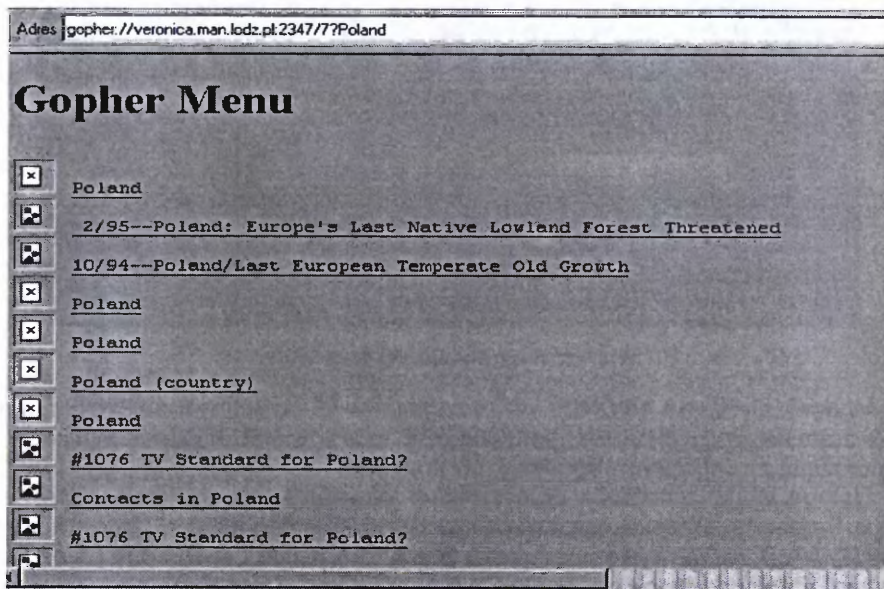 Adres gopher://veronica.man.lodz.pl:2347/7?Poland
Gopher Menu
Poland
2/95--Poland: Europe's Last Native Lowland Forest Threatened
10/94--Poland/Last European Temperate Old Growth
Poland
Poland
Poland (country)
Poland
#1076 TV Standard for Poland?
Contacts in Poland
#1076 TV Standard for Poland?